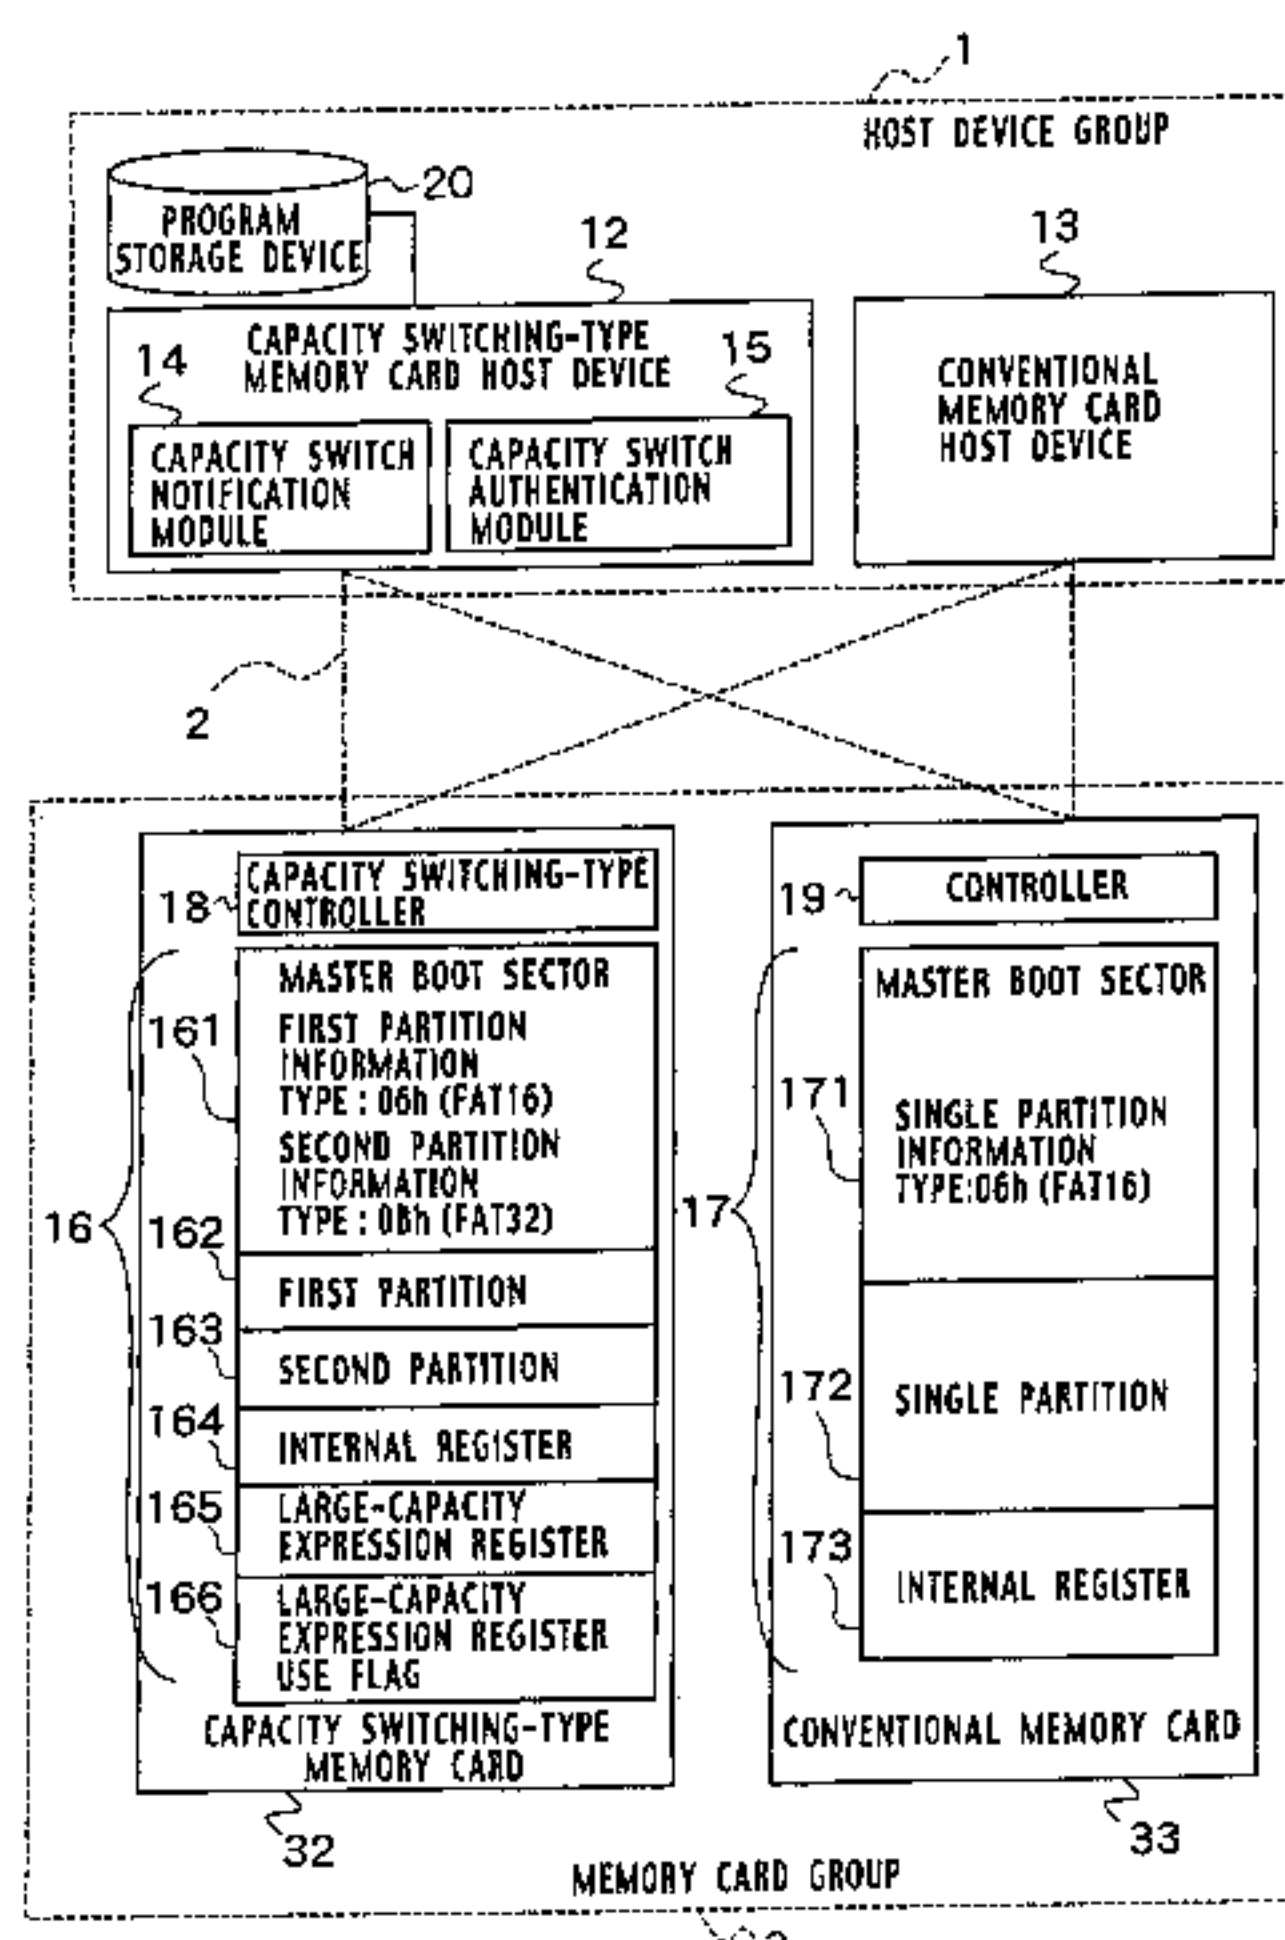 1
HOST DEVICE GROUP
20
PROGRAM
STORAGE DEVICE
12
13
CAPACITY SWITCHING-TYPE
MEMORY CARD HOST DEVICE
14
15
CAPACITY SWITCH
NOTIFICATION
MODULE
CAPACITY SWITCH
AUTHENTICATION
MODULE
CONVENTIONAL
MEMORY CARD
HOST DEVICE
2
18
CAPACITY SWITCHING-TYPE
CONTROLLER
16
161
MASTER BOOT SECTOR
FIRST PARTITION
INFORMATION
TYPE : 06h (FAT16)
SECOND PARTITION
INFORMATION
TYPE : 0Bh (FAT32)
162
FIRST PARTITION
163
SECOND PARTITION
164
INTERNAL REGISTER
165
LARGE-CAPACITY
EXPRESSION REGISTER
166
LARGE-CAPACITY
EXPRESSION REGISTER
USE FLAG
CAPACITY SWITCHING-TYPE
MEMORY CARD
32
19
CONTROLLER
17
MASTER BOOT SECTOR
171
SINGLE PARTITION
INFORMATION
TYPE:06h (FAT16)
172
SINGLE PARTITION
173
INTERNAL REGISTER
CONVENTIONAL MEMORY CARD
33
MEMORY CARD GROUP